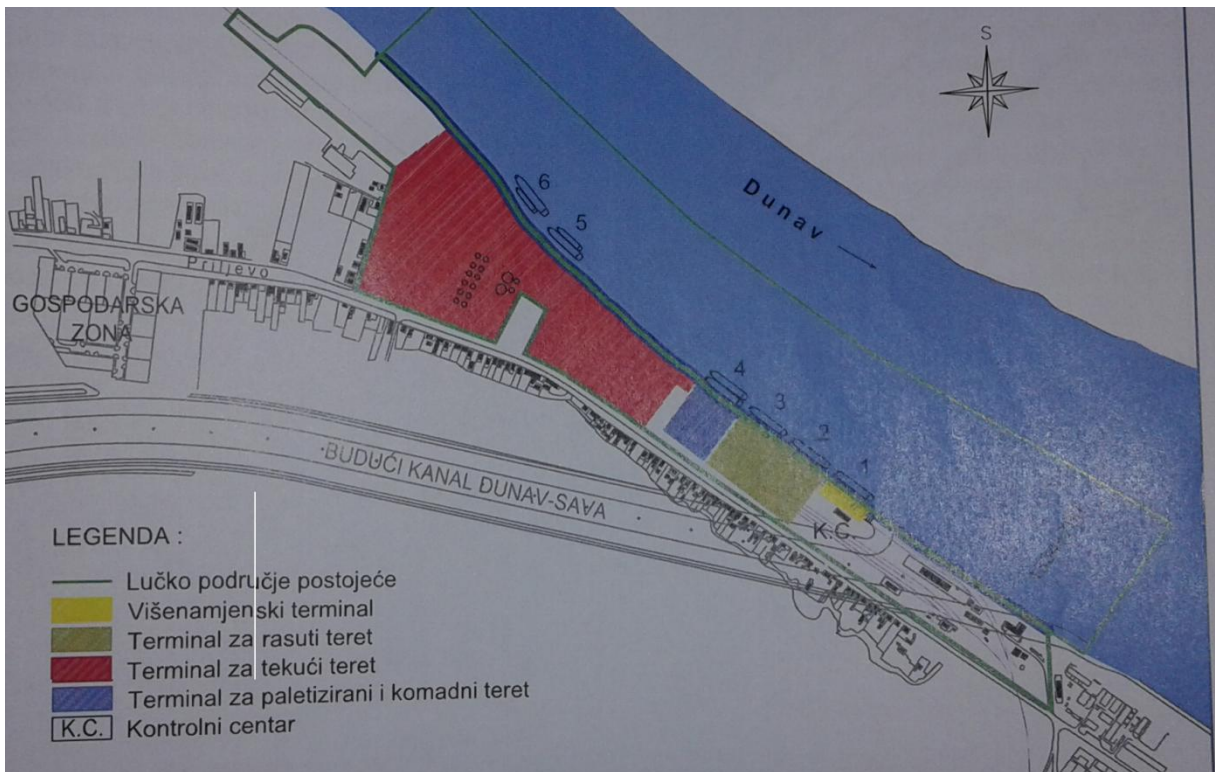 S
Dunav
6
5
4
3
2
1
Priljevo
GOSPODARSKA
ZONA
BUDUĆI KANAL DUNAV-SAVA
K.C.
LEGENDA :
Lučko područje postojeće
Višenamjenski terminal
Terminal za rasuti teret
Terminal za tekući teret
Terminal za paletizirani i komadni teret
K.C. Kontrolni centar